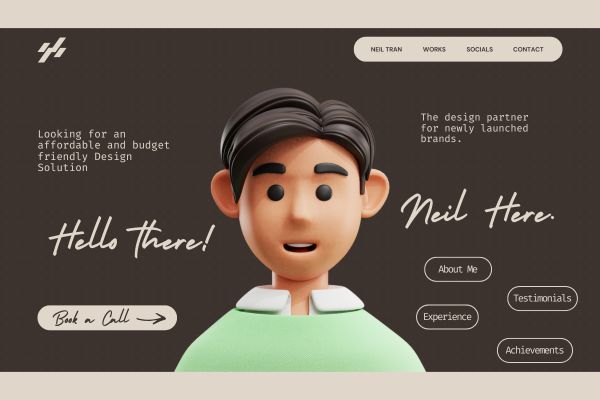 NEIL TRAN
WORKS
SOCIALS
CONTACT
Looking for an
affordable and budget
friendly Design
Solution
The design partner
for newly launched
brands.
Hello there!
Neil Here.
Book a Call
About Me
Testimonials
Experience
Achievements